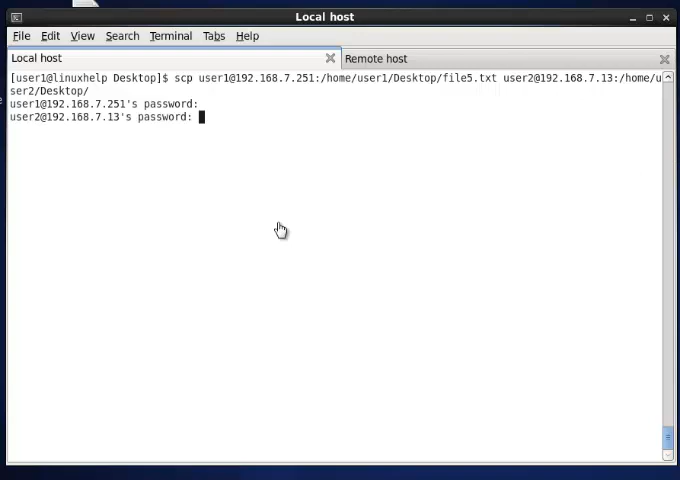 Local host
File Edit View Search Terminal Tabs Help
Local host Remote host
[user1@linuxhelp Desktop]$ scp user1@192.168.7.251:/home/user1/Desktop/file5.txt user2@192.168.7.13:/home/u
ser2/Desktop/
user1@192.168.7.251's password:
user2@192.168.7.13's password: